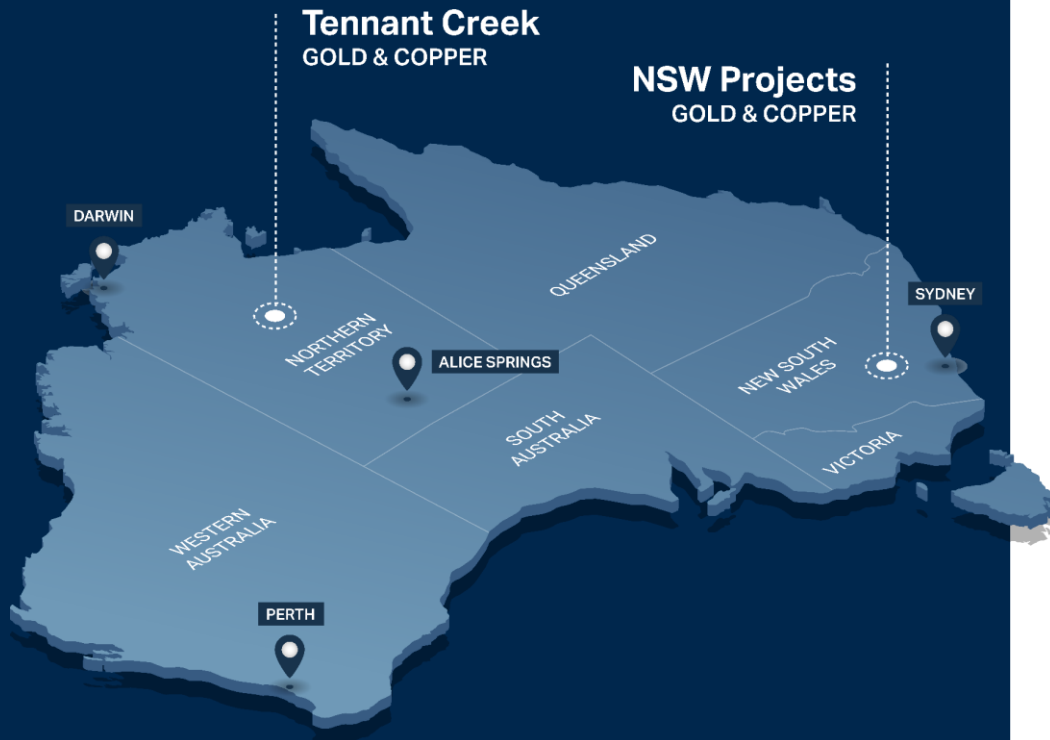 Tennant Creek
GOLD & COPPER
NSW Projects
GOLD & COPPER
DARWIN
QUEENSLAND
SYDNEY
NORTHERN
TERRITORY
ALICE SPRINGS
NEW SOUTH
WALES
SOUTH
AUSTRALIA
VICTORIA
WESTERN
AUSTRALIA
PERTH